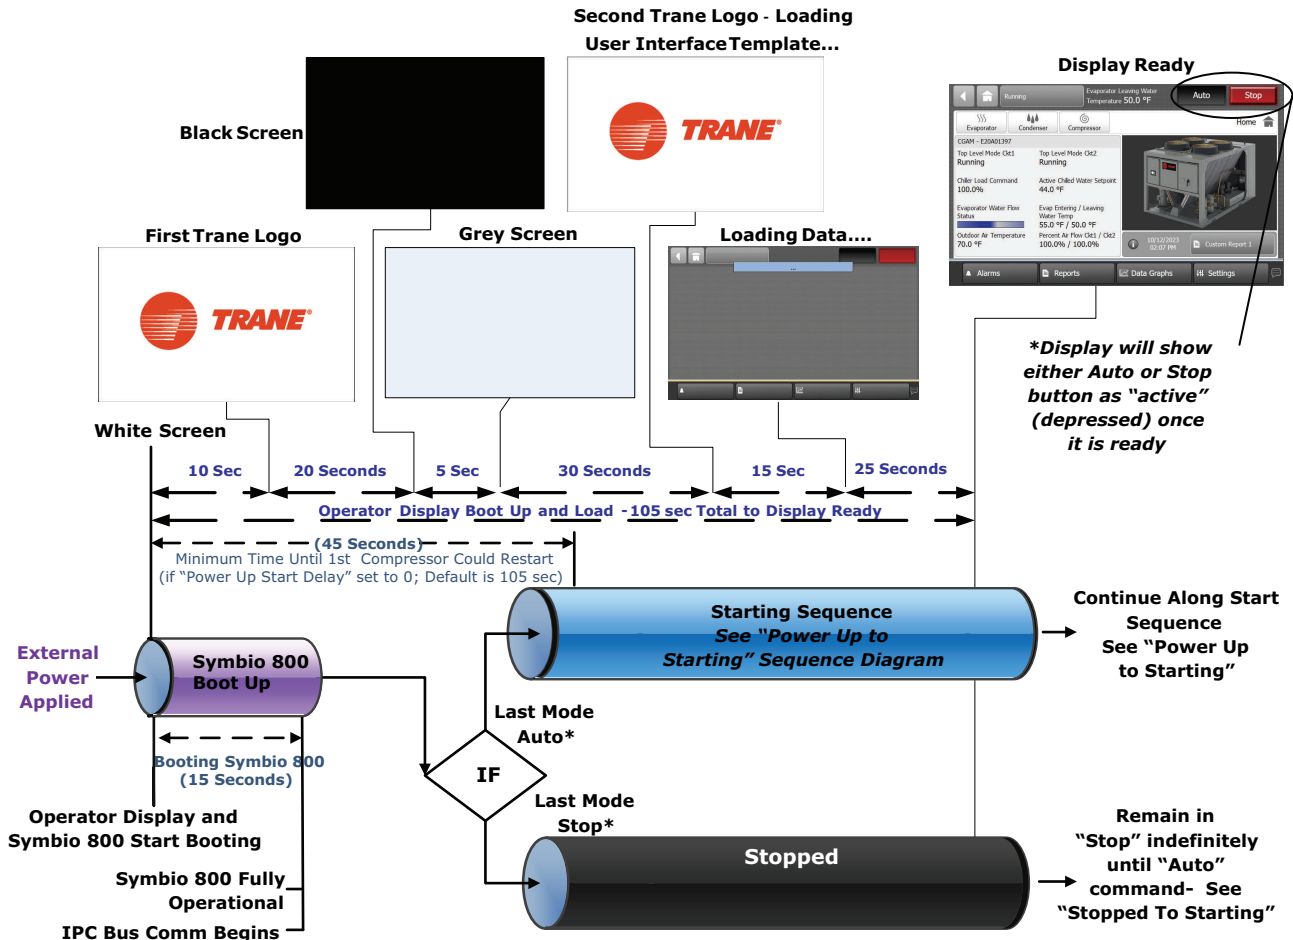 Second Trane Logo - Loading
User Interface Template...
Display Ready
Black Screen
TRANE®
Running
Evaporator Leaving Water
Temperature 50.0 °F
Auto
Stop
Evaporator
Condenser
Compressor
Home
CGAM - E20A01397
Top Level Mode Ckt1
Running
Top Level Mode Ckt2
Running
Chiller Load Command
100.0%
Active Chilled Water Setpoint
44.0 °F
Evaporator Water Flow
Status
Evap Entering / Leaving
Water Temp
55.0 °F / 50.0 °F
Outdoor Air Temperature
70.0 °F
Percent Air Flow Ckt1 / Ckt2
100.0% / 100.0%
10/12/2023
02:07 PM
Custom Report 1
Alarms
Reports
Data Graphs
Settings
First Trane Logo
Grey Screen
Loading Data....
TRANE®
...
*Display will show
either Auto or Stop
button as “active”
(depressed) once
it is ready
White Screen
10 Sec
20 Seconds
5 Sec
30 Seconds
15 Sec
25 Seconds
Operator Display Boot Up and Load - 105 sec Total to Display Ready
(45 Seconds)
Minimum Time Until 1st Compressor Could Restart
(if “Power Up Start Delay” set to 0; Default is 105 sec)
External
Power
Applied
Symbio 800
Boot Up
Starting Sequence
See “Power Up to
Starting” Sequence Diagram
Continue Along Start
Sequence
See “Power Up
to Starting”
Last Mode
Auto*
Booting Symbio 800
(15 Seconds)
IF
Last Mode
Stop*
Operator Display and
Symbio 800 Start Booting
Stopped
Remain in
“Stop” indefinitely
until “Auto”
command- See
“Stopped To Starting”
Symbio 800 Fully
Operational
IPC Bus Comm Begins